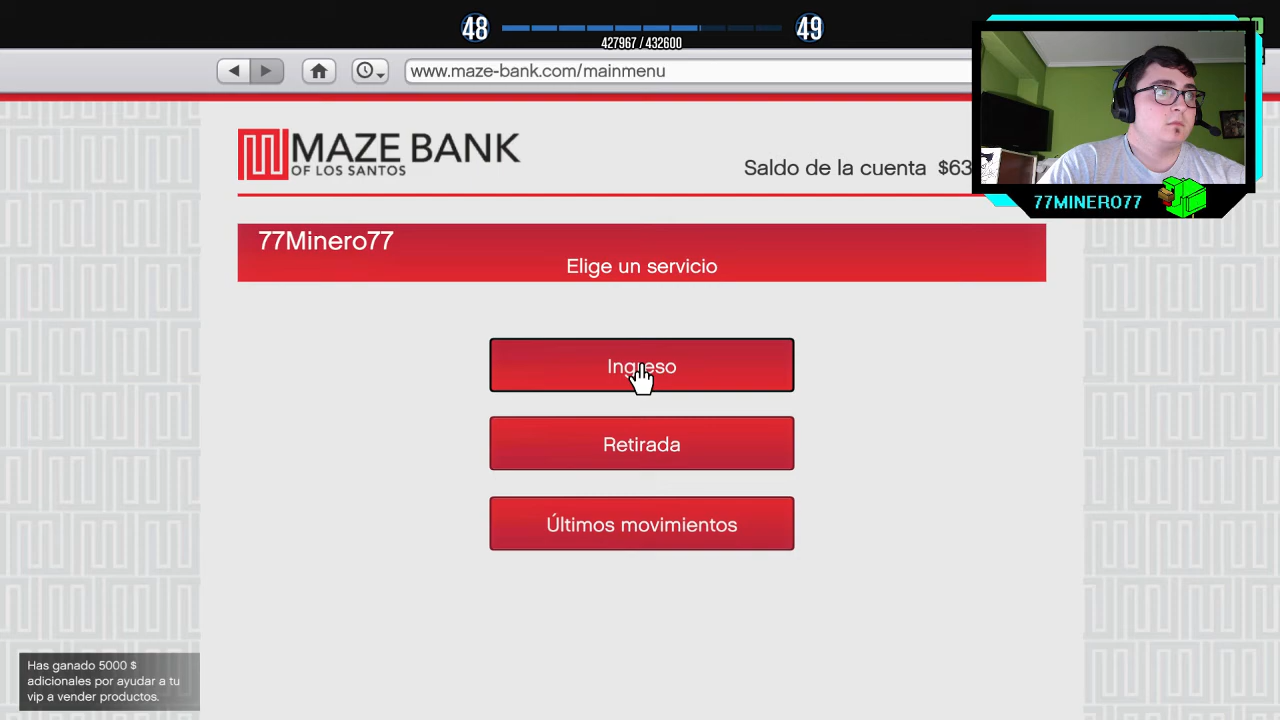 48
49
427967 / 432600
www.maze-bank.com/mainmenu
MAZE BANK
OF LOS SANTOS
Saldo de la cuenta $63
77MINERO77
77Minero77
Elige un servicio
Ingreso
Retirada
Últimos movimientos
Has ganado 5000 $
adicionales por ayudar a tu
vip a vender productos.